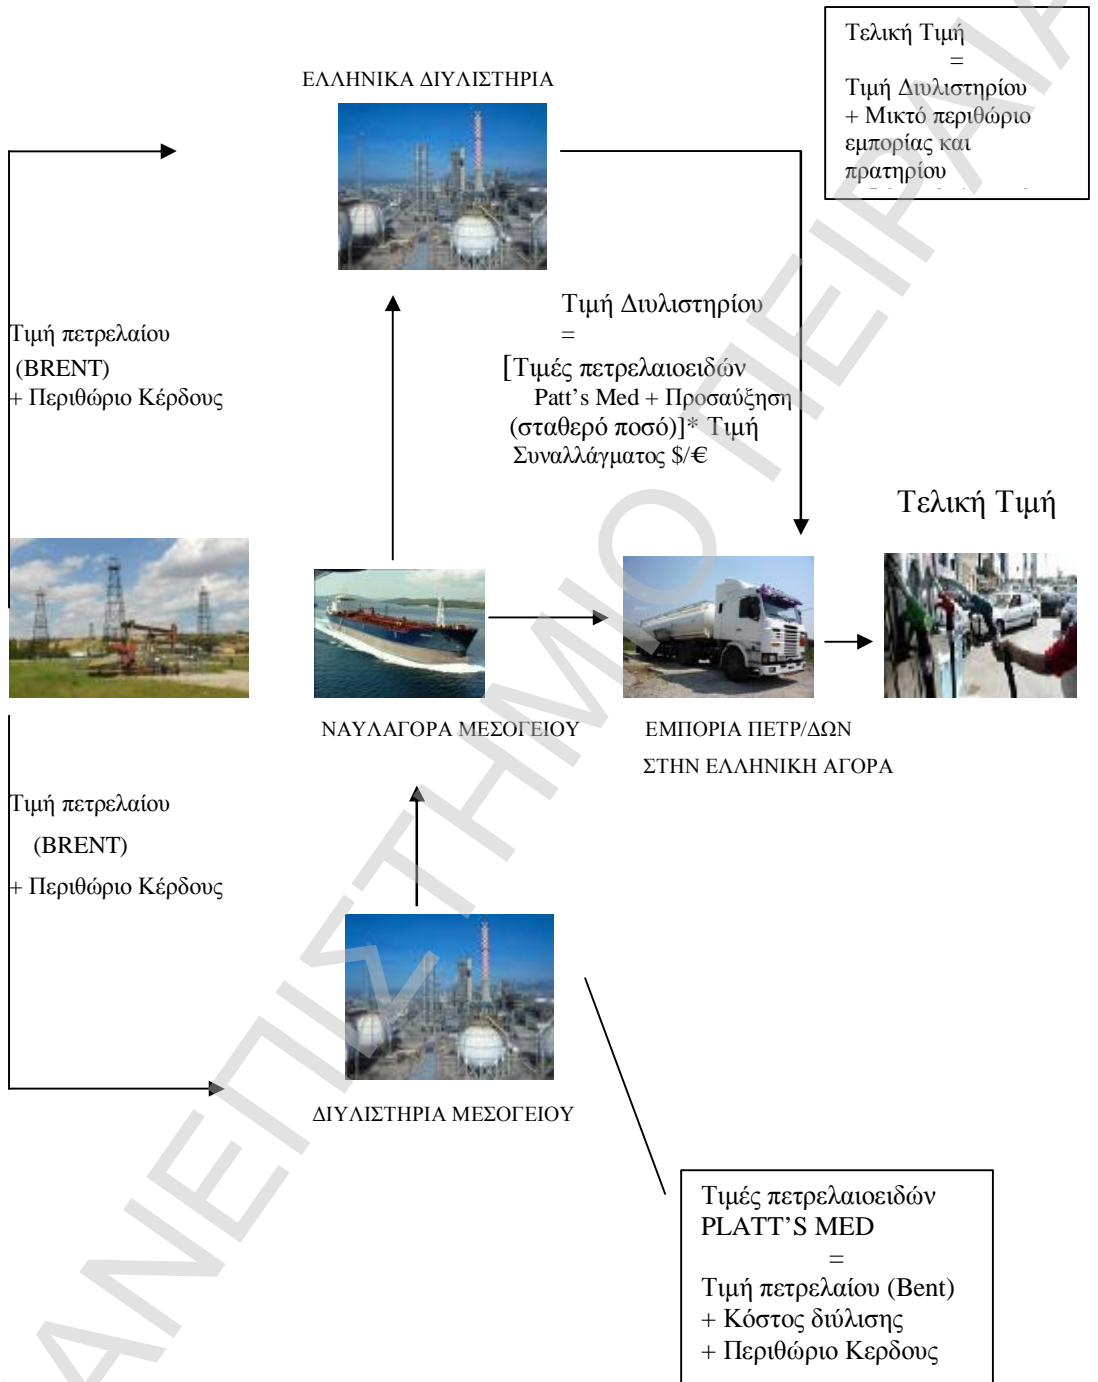 Τελική Τιμή
=
Τιμή Διυλιστηρίου
+ Μικτό περιθώριο
εμπορίας και
πρατηρίου
ΕΛΛΗΝΙΚΑ ΔΙΥΛΙΣΤΗΡΙΑ
Τιμή πετρελαίου
(BRENT)
+ Περιθώριο Κέρδους
Τιμή Διυλιστηρίου
=
[Τιμές πετρελαιοειδών
Patt’s Med + Προσαύξηση
(σταθερό ποσό)]* Τιμή
Συναλλάγματος $/€
Τελική Τιμή
ΝΑΥΛΑΓΟΡΑ ΜΕΣΟΓΕΙΟΥ
ΕΜΠΟΡΙΑ ΠΕΤΡ/ΔΩΝ
ΣΤΗΝ ΕΛΛΗΝΙΚΗ ΑΓΟΡΑ
Τιμή πετρελαίου
(BRENT)
+ Περιθώριο Κέρδους
ΔΙΥΛΙΣΤΗΡΙΑ ΜΕΣΟΓΕΙΟΥ
Τιμές πετρελαιοειδών
PLATT’S MED
=
Τιμή πετρελαίου (Bent)
+ Κόστος διύλισης
+ Περιθώριο Κερδους
ΑΝΕΠΙΣΤΗΜΙΟ ΠΕΙΡΑΙΑ